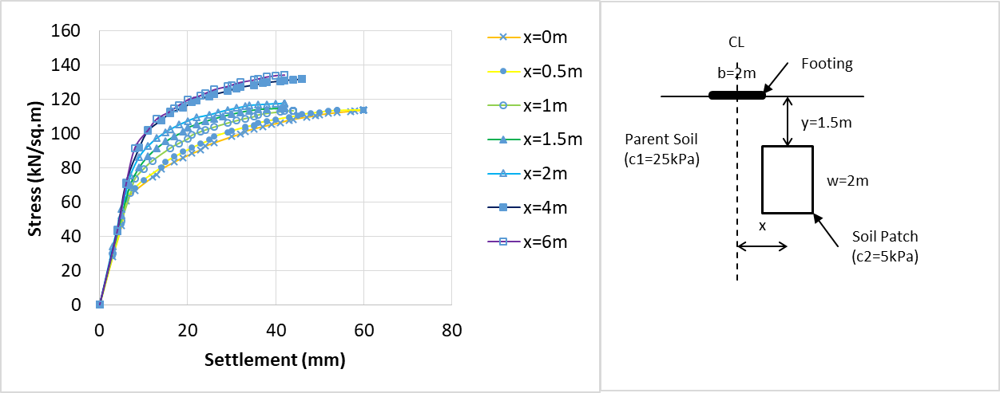 160
140
120
100
80
60
40
20
0
0
20
40
60
80
Stress (kN/sq.m)
Settlement (mm)
x=0m
x=0.5m
x=1m
x=1.5m
x=2m
x=4m
x=6m
CL
b=2m
Footing
y=1.5m
Parent Soil
(c1=25kPa)
w=2m
x
Soil Patch
(c2=5kPa)